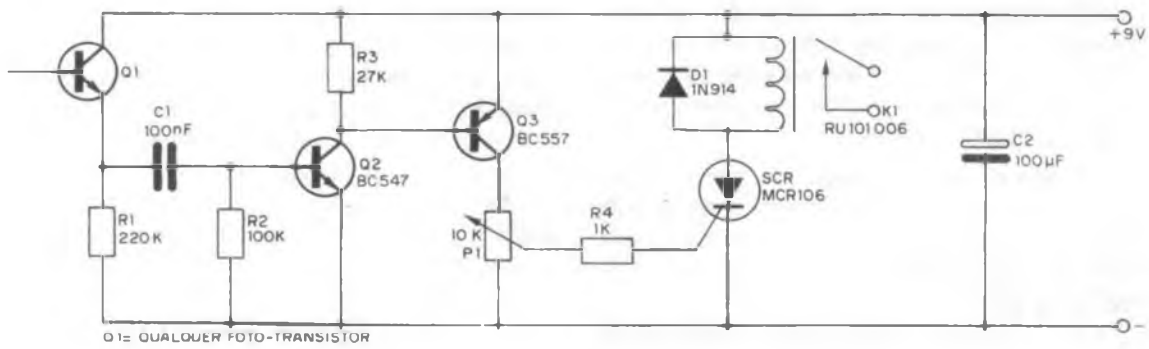 +9V
Q1
R3
27K
C1
100nF
Q2
BC547
Q3
BC557
D1
1N914
K1
RU101006
C2
100µF
SCR
MCR106
R1
220K
R2
100K
10K
P1
R4
1K
-
Q1= QUALQUER FOTO-TRANSISTOR